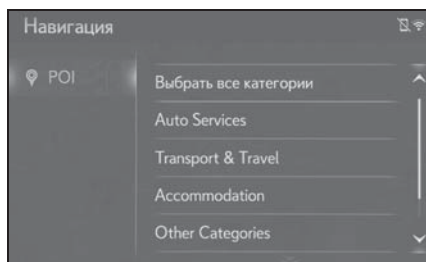 Навигация
POI
Выбрать все категории
Auto Services
Transport & Travel
Accommodation
Other Categories